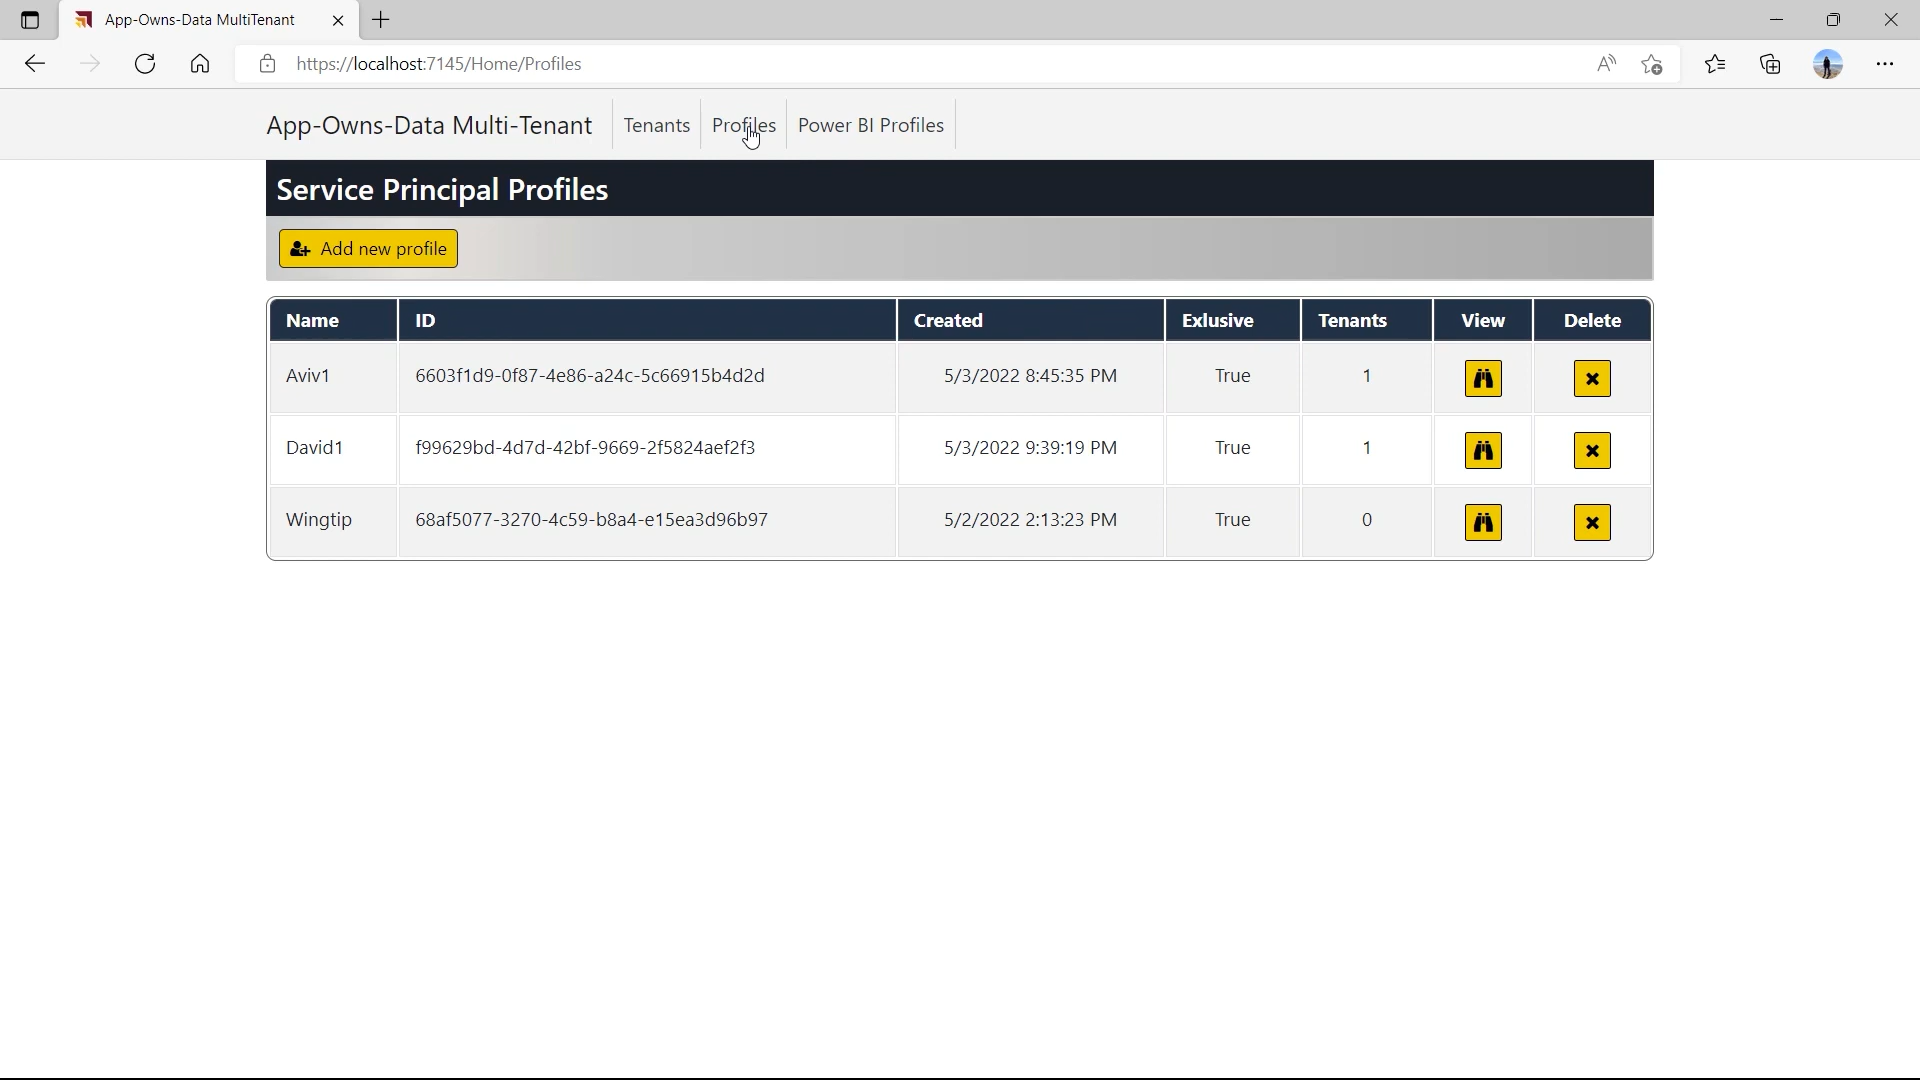 App-Owns-Data MultiTenant
https://localhost:7145/Home/Profiles
App-Owns-Data Multi-Tenant Tenants Profiles Power BI Profiles
Service Principal Profiles
Add new profile
Name ID Created Exlusive Tenants View Delete
Aviv1 6603f1d9-0f87-4e86-a24c-5c66915b4d2d 5/3/2022 8:45:35 PM True 1
David1 f99629bd-4d7d-42bf-9669-2f5824aef2f3 5/3/2022 9:39:19 PM True 1
Wingtip 68af5077-3270-4c59-b8a4-e15ea3d96b97 5/2/2022 2:13:23 PM True 0